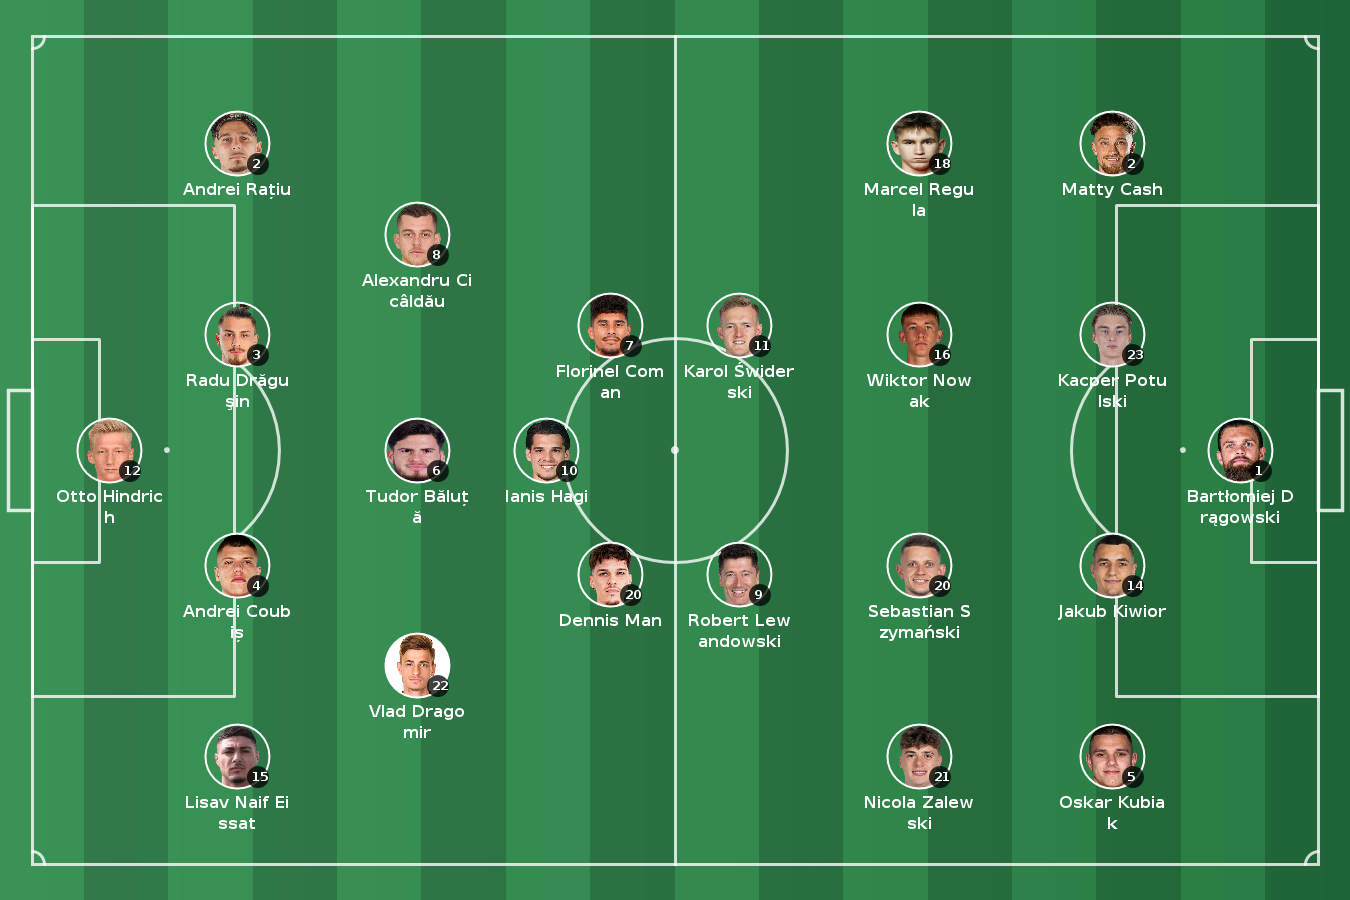 2
Andrei Rațiu
8
Alexandru Ci
câldău
3
Radu Drăgu
șin
7
Florinel Com
an
12
Otto Hindric
h
6
Tudor Băluț
ă
10
Ianis Hagi
4
Andrei Coub
iș
20
Dennis Man
22
Vlad Drago
mir
15
Lisav Naif Ei
ssat
18
Marcel Regu
la
2
Matty Cash
11
Karol Świder
ski
16
Wiktor Now
ak
23
Kacper Potu
lski
1
Bartłomiej D
rągowski
9
Robert Lew
andowski
20
Sebastian S
zymański
14
Jakub Kiwior
21
Nicola Zalew
ski
5
Oskar Kubia
k